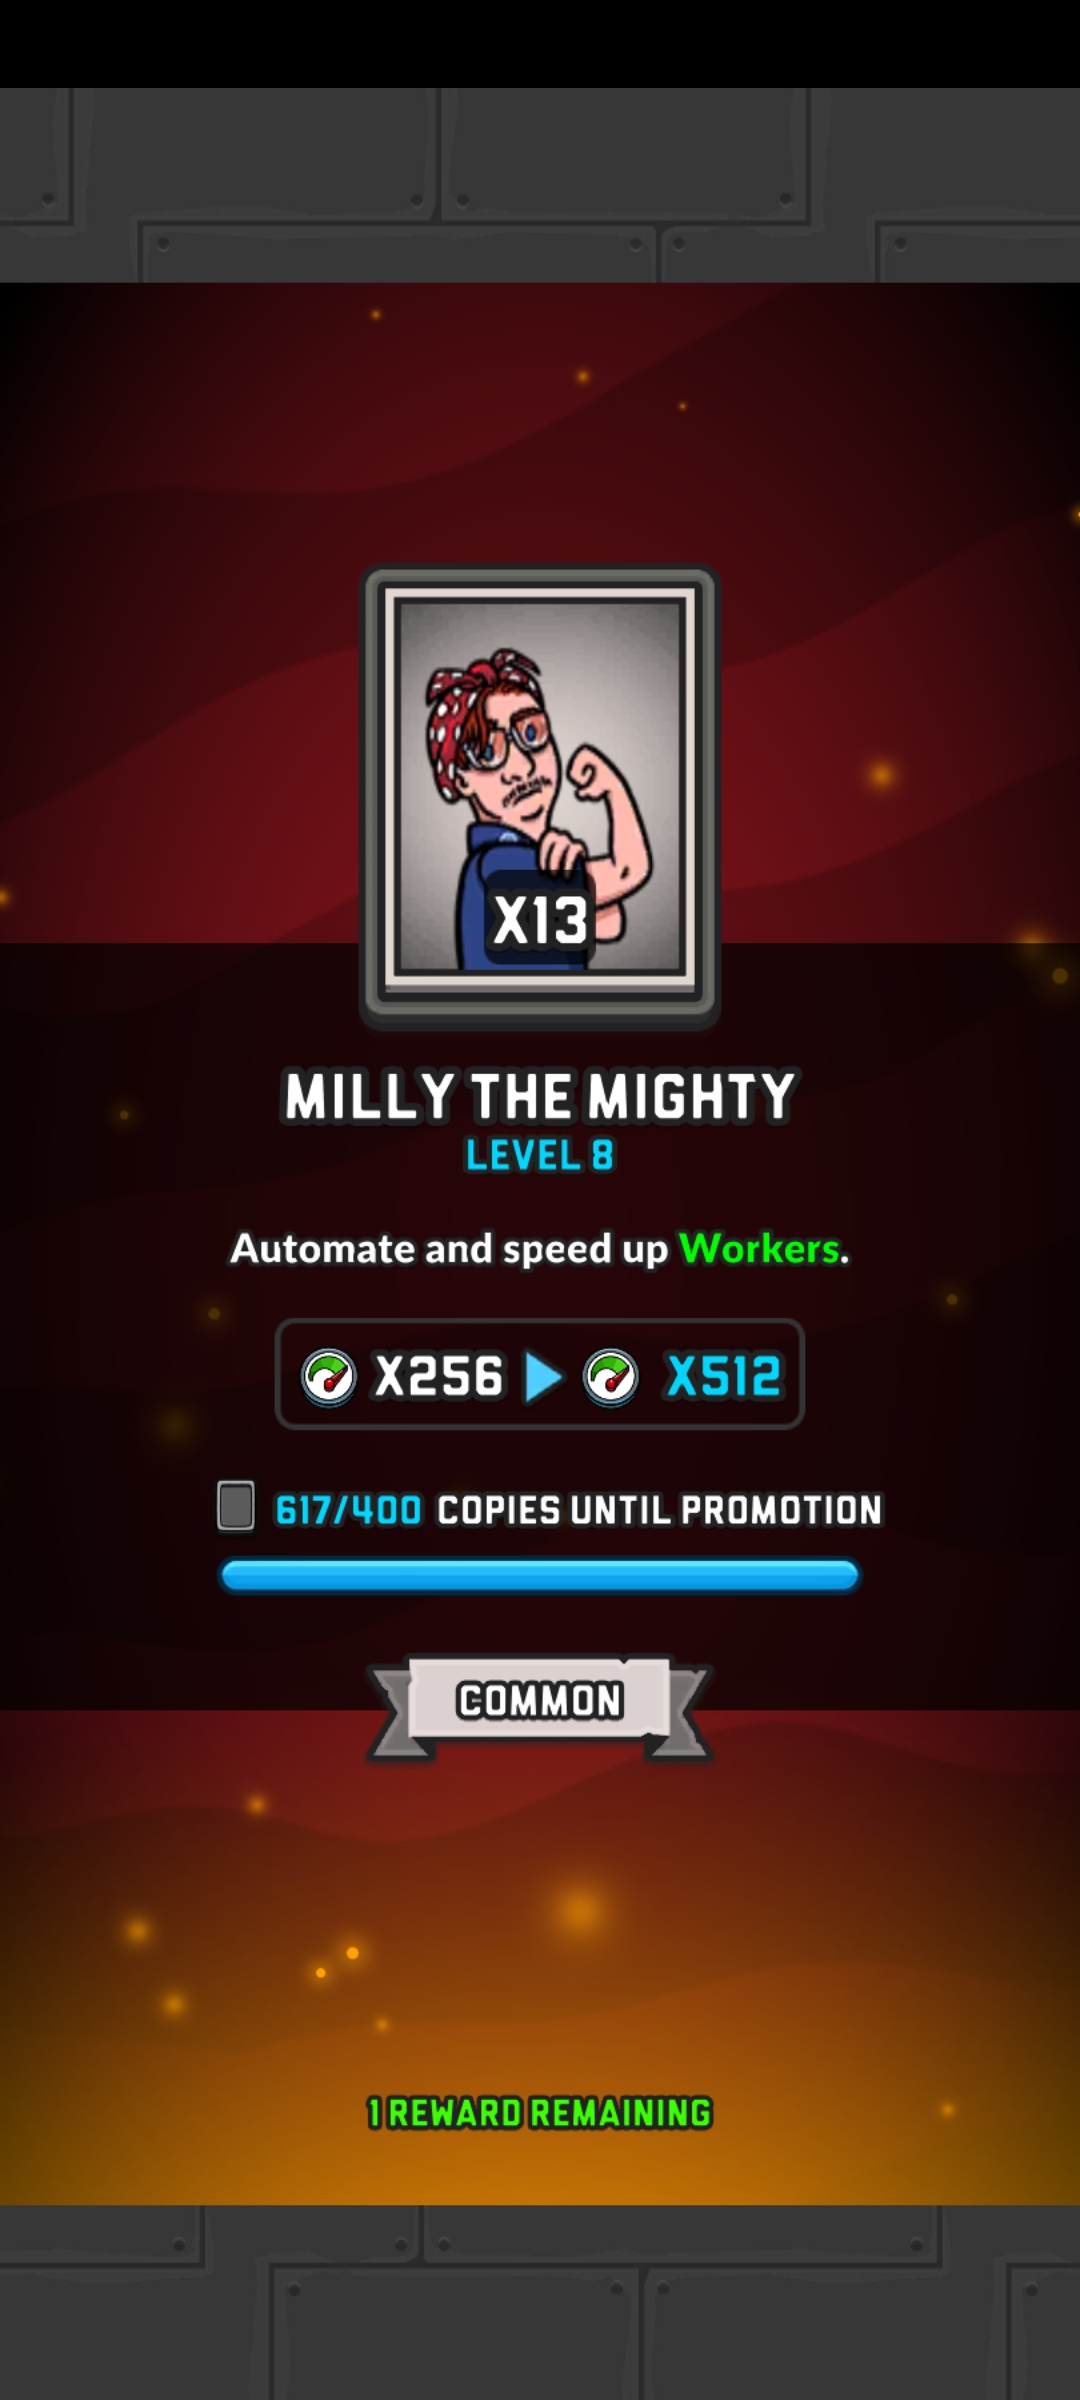 X13
MILLY THE MIGHTY
LEVEL 8
Automate and speed up Workers.
X256 X512
617/400 COPIES UNTIL PROMOTION
COMMON
1 REWARD REMAINING